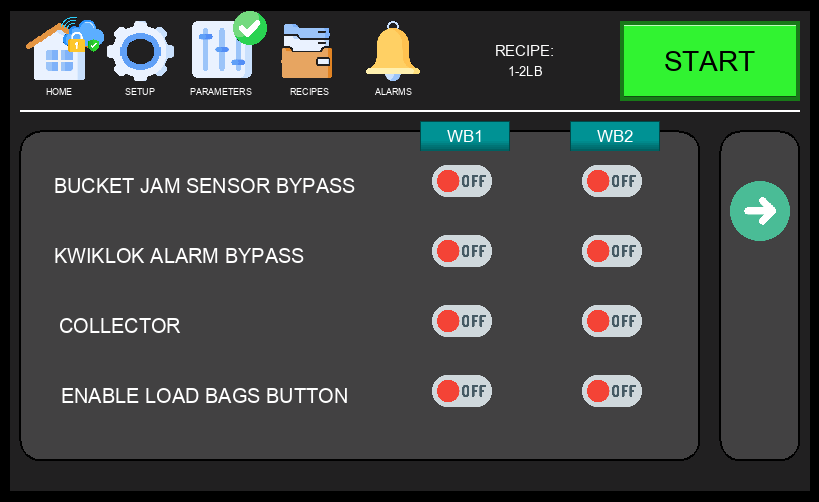 HOME
SETUP
PARAMETERS
RECIPES
ALARMS
RECIPE:
1-2LB
START
WB1
WB2
BUCKET JAM SENSOR BYPASS
OFF
OFF
KWIKLOK ALARM BYPASS
OFF
OFF
COLLECTOR
OFF
OFF
ENABLE LOAD BAGS BUTTON
OFF
OFF